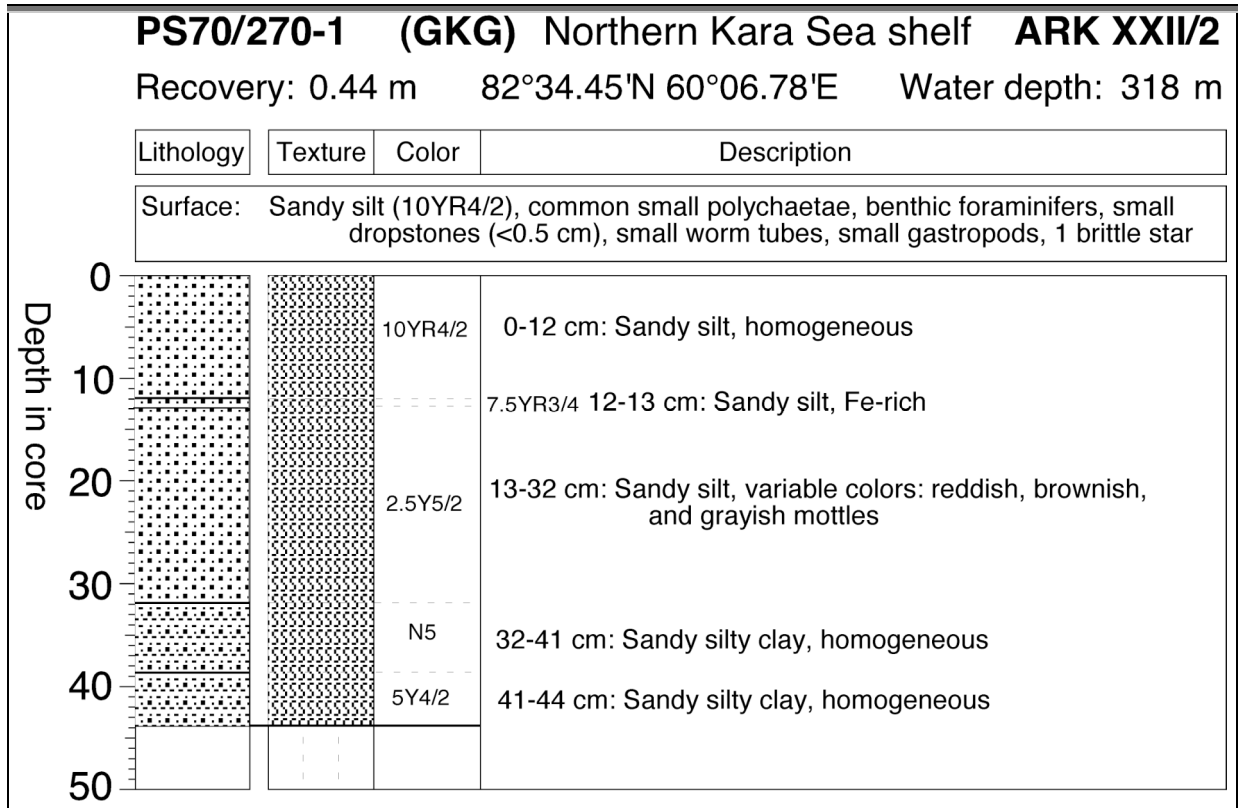 PS70/270-1 (GKG) Northern Kara Sea shelf ARK XXII/2
Recovery: 0.44 m 82°34.45'N 60°06.78'E Water depth: 318 m
Lithology Texture Color Description
Surface: Sandy silt (10YR4/2), common small polychaetae, benthic foraminifers, small
dropstones (<0.5 cm), small worm tubes, small gastropods, 1 brittle star
Depth in core
0
10YR4/2 0-12 cm: Sandy silt, homogeneous
10
7.5YR3/4 12-13 cm: Sandy silt, Fe-rich
20
2.5Y5/2 13-32 cm: Sandy silt, variable colors: reddish, brownish,
and grayish mottles
30
N5 32-41 cm: Sandy silty clay, homogeneous
40
5Y4/2 41-44 cm: Sandy silty clay, homogeneous
50